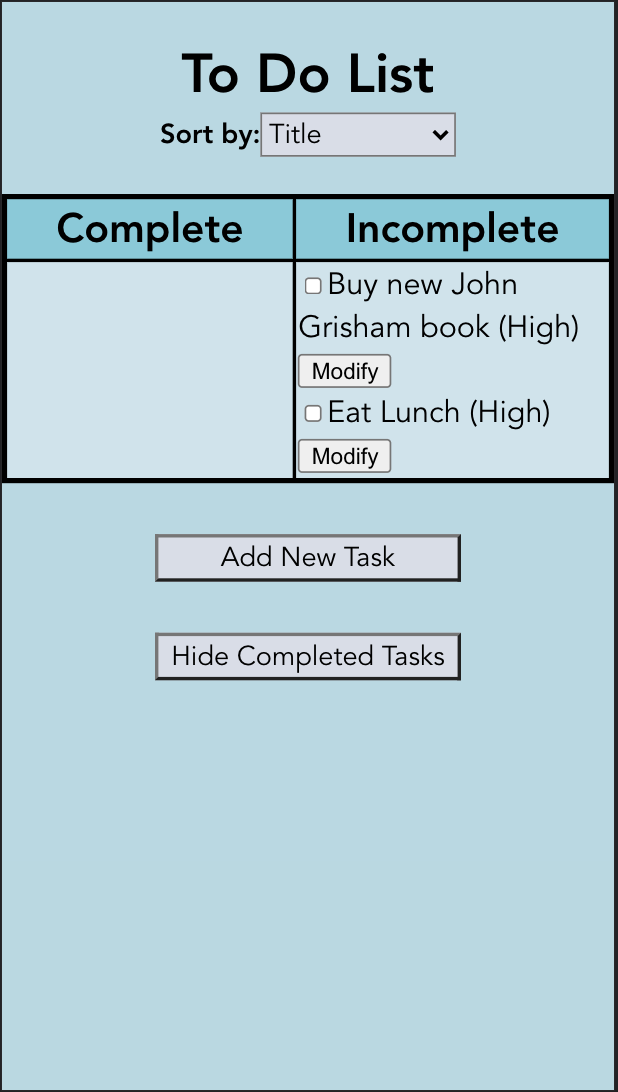 To Do List
Sort by: Title
Complete Incomplete
Buy new John
Grisham book (High)
Modify
Eat Lunch (High)
Modify
Add New Task
Hide Completed Tasks